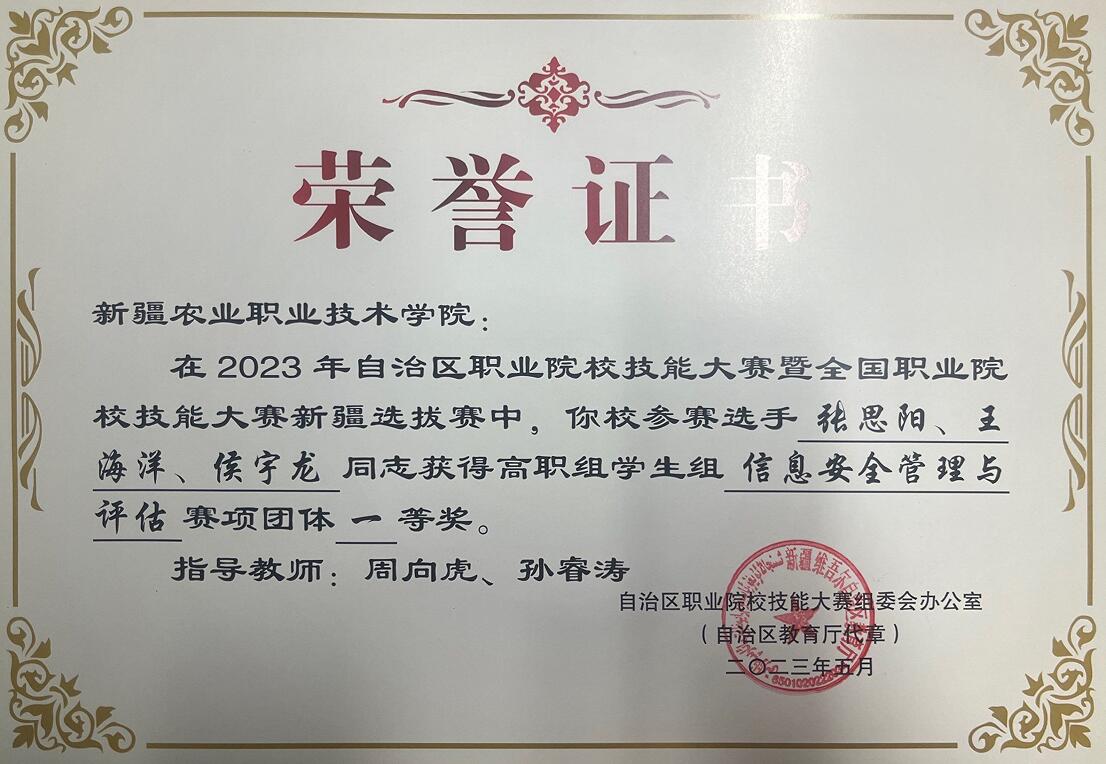 荣誉证书
新疆农业职业技术学院：
在2023年自治区职业院校技能大赛暨全国职业院
校技能大赛新疆选拔赛中，你校参赛选手张思阳、王
海洋、侯宇龙同志获得高职组学生组信息安全管理与
评估赛项团体一等奖。
指导教师：周向虎、孙睿涛
自治区职业院校技能大赛组委会办公室
（自治区教育厅代章）
二〇二三年五月